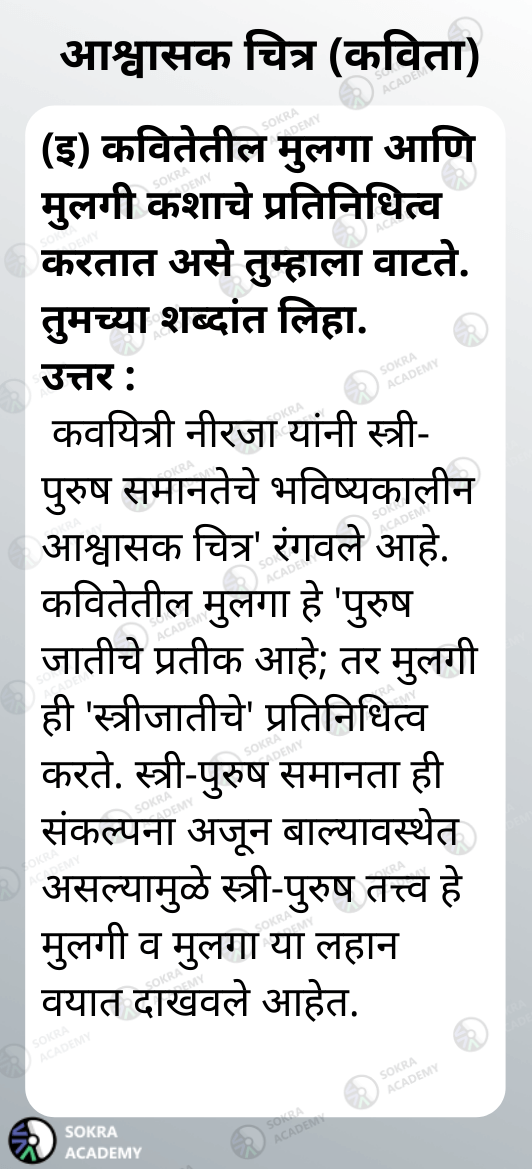 आश्वासक चित्र (कविता)
(इ) कवितेतील मुलगा आणि
मुलगी कशाचे प्रतिनिधित्व
करतात असे तुम्हाला वाटते.
तुमच्या शब्दांत लिहा.
उत्तर :
कवयित्री नीरजा यांनी स्त्री-
पुरुष समानतेचे भविष्यकालीन
आश्वासक चित्र' रंगवले आहे.
कवितेतील मुलगा हे 'पुरुष
जातीचे प्रतीक आहे; तर मुलगी
ही 'स्त्रीजातीचे' प्रतिनिधित्व
करते. स्त्री-पुरुष समानता ही
संकल्पना अजून बाल्यावस्थेत
असल्यामुळे स्त्री-पुरुष तत्त्व हे
मुलगी व मुलगा या लहान
वयात दाखवले आहेत.
SOKRA
ACADEMY